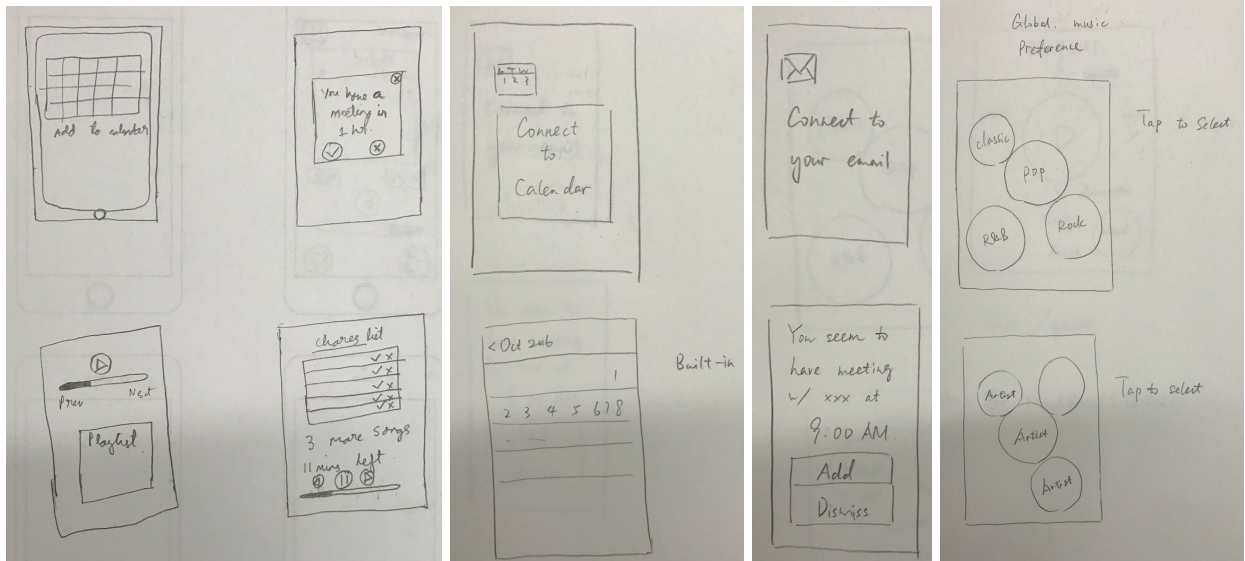 Add to calendar
You have a
meeting in
1 hr.
Prev
Next
Playlist
chores list
3 more songs
11 mins left
M T W
1 2 3
Connect
to
Calendar
< Oct 2016
1
2 3 4 5 6 7 8
Built-in
Connect to
your email
You seem to
have meeting
w/ xxx at
9:00 AM
Add
Dismiss
Global music
Preference
classic
POP
R&B
Rock
Tap to select
Artist
Artist
Artist
Tap to select